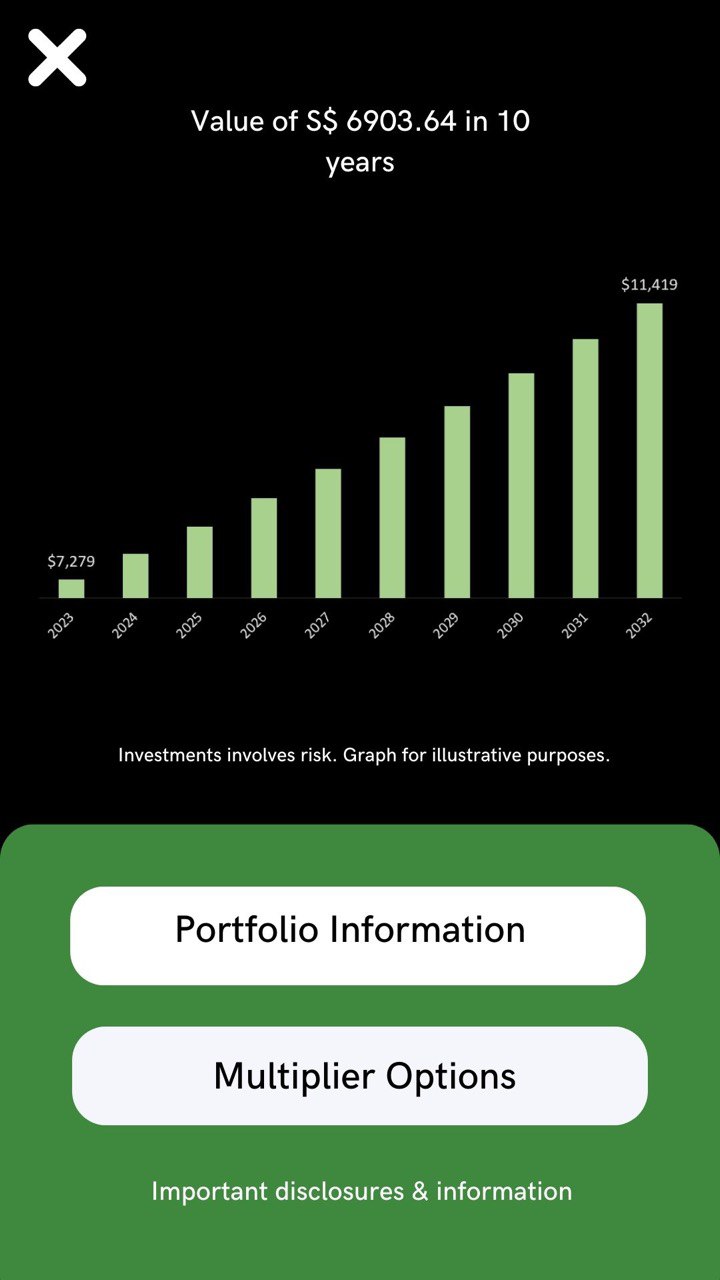 Value of S$ 6903.64 in 10
years
$11,419
$7,279
2023 2024 2025 2026 2027 2028 2029 2030 2031 2032
Investments involves risk. Graph for illustrative purposes.
Portfolio Information
Multiplier Options
Important disclosures & information